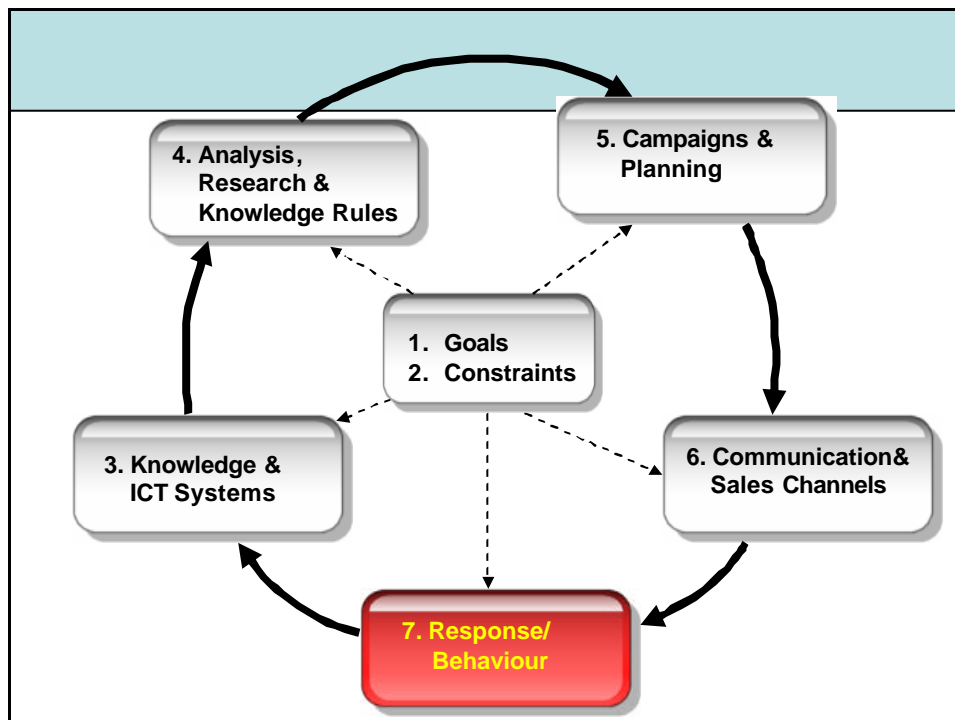 4. Analysis,
Research &
Knowledge Rules
5. Campaigns &
Planning
1. Goals
2. Constraints
3. Knowledge &
ICT Systems
6. Communication&
Sales Channels
7. Response/
Behaviour